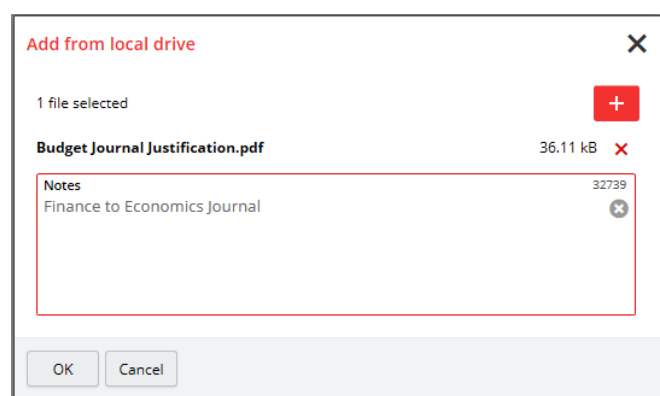 Add from local drive
1 file selected
Budget Journal Justification.pdf 36.11 kB
Notes 32739
Finance to Economics Journal
OK Cancel